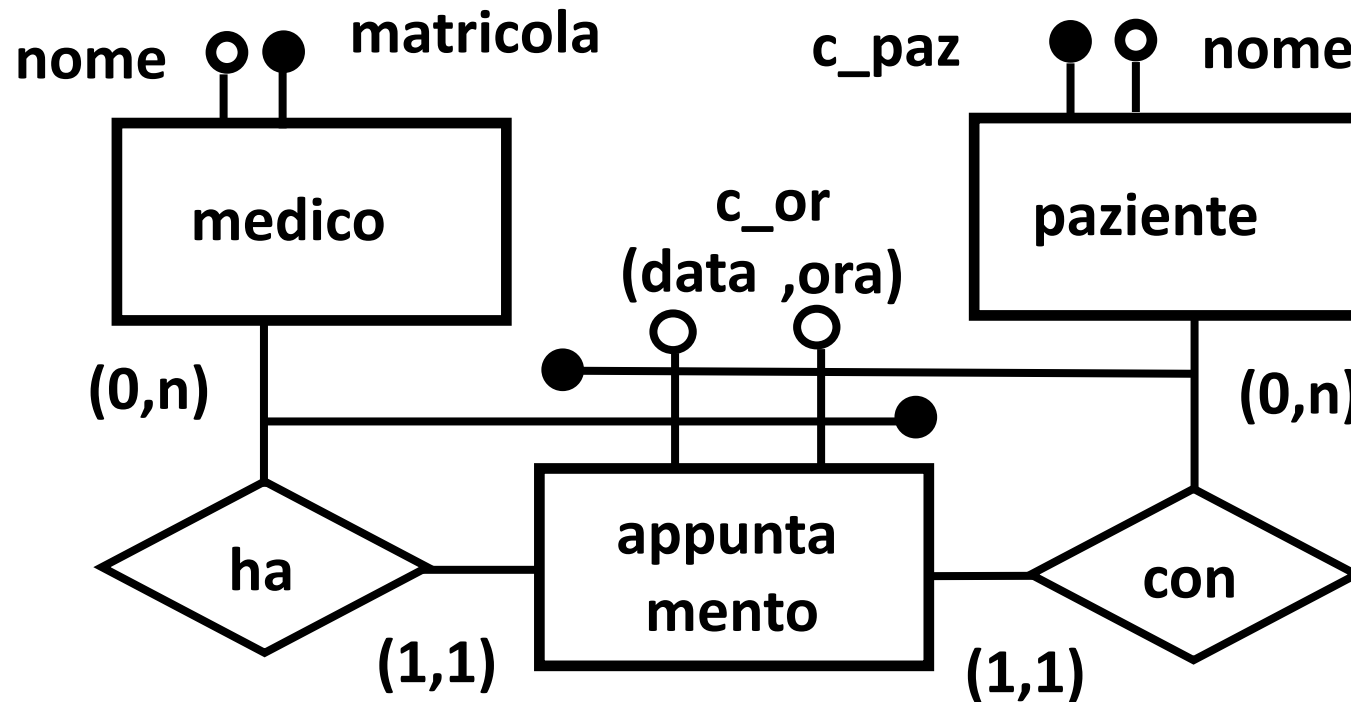 nome
matricola
c_paz
nome
medico
c_or
(data ,ora)
paziente
(0,n)
(0,n)
ha
appunta
mento
con
(1,1)
(1,1)